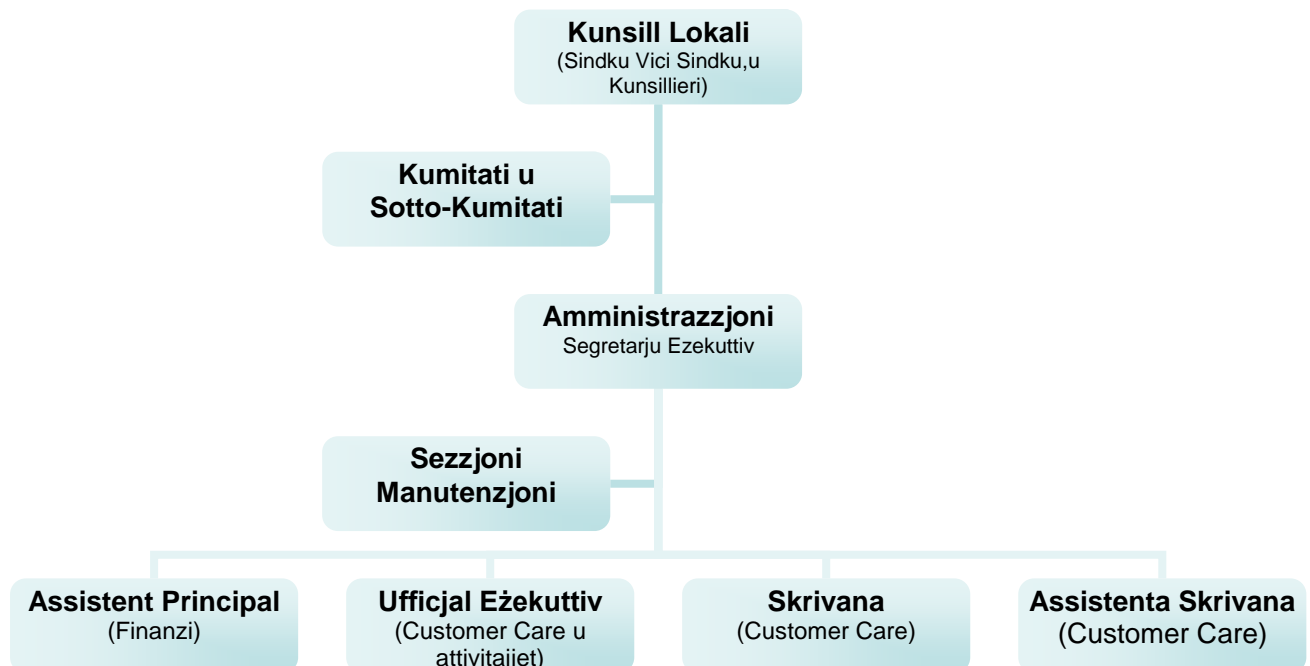 Kunsill Lokali
(Sindku Vici Sindku,u
Kunsillieri)
Kumitati u
Sotto-Kumitati
Amministrazzjoni
Segretarju Ezekuttiv
Sezzjoni
Manutenzjoni
Assistent Principal
(Finanzi)
Ufficjal Eżekuttiv
(Customer Care u
attivitajiet)
Skrivana
(Customer Care)
Assistenta Skrivana
(Customer Care)